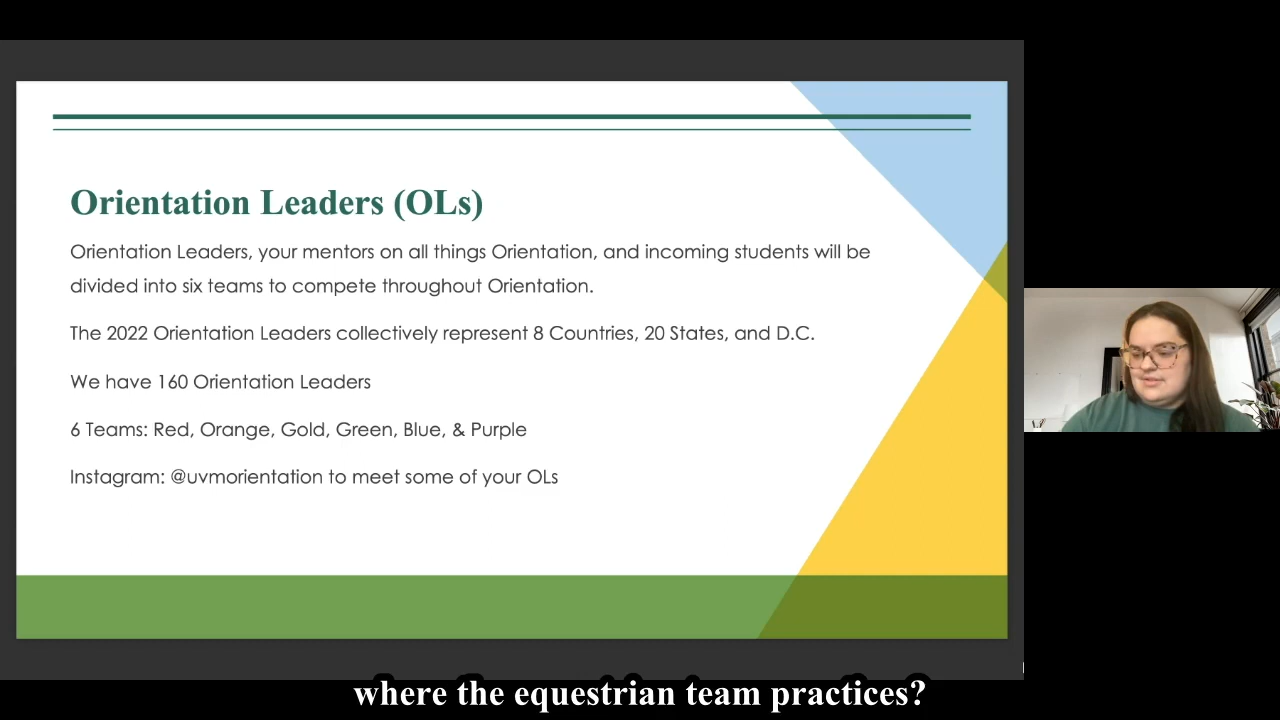 Orientation Leaders (OLs)
Orientation Leaders, your mentors on all things Orientation, and incoming students will be
divided into six teams to compete throughout Orientation.
The 2022 Orientation Leaders collectively represent 8 Countries, 20 States, and D.C.
We have 160 Orientation Leaders
6 Teams: Red, Orange, Gold, Green, Blue, & Purple
Instagram: @uvmorientation to meet some of your OLs
where the equestrian team practices?